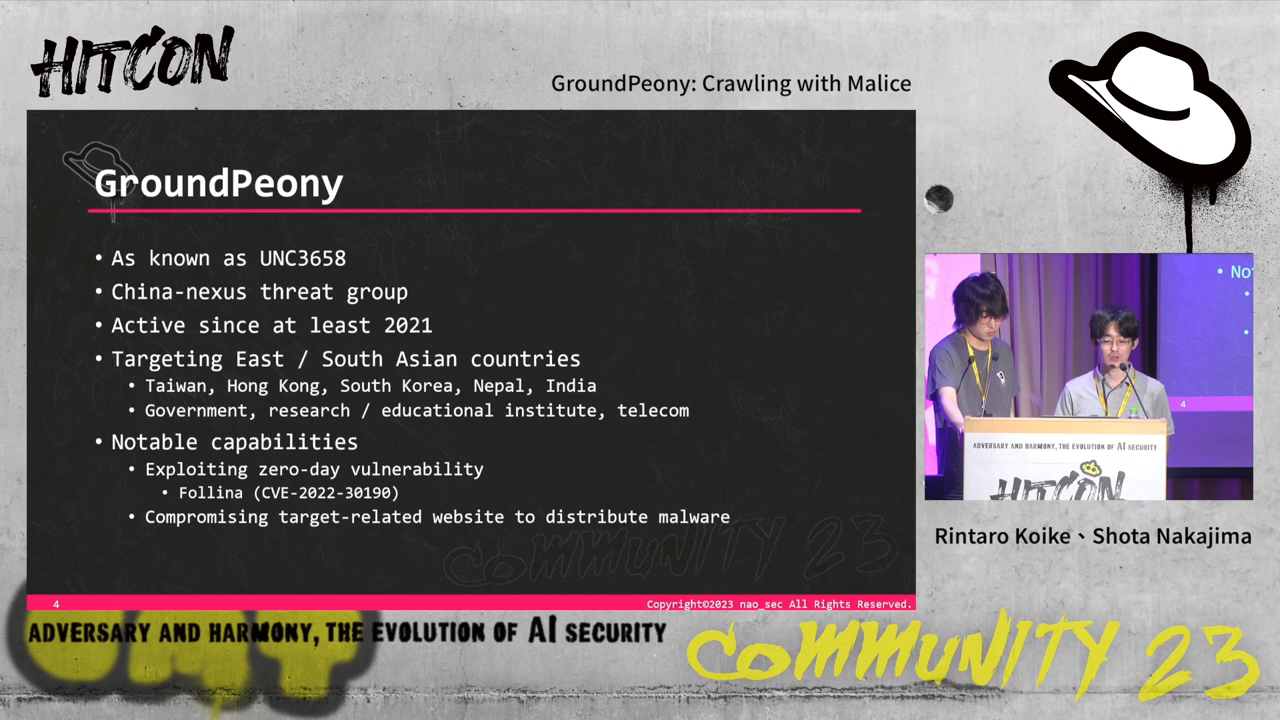 HITCON
GroundPeony: Crawling with Malice
GroundPeony
• As known as UNC3658
• China-nexus threat group
• Active since at least 2021
• Targeting East / South Asian countries
• Taiwan, Hong Kong, South Korea, Nepal, India
• Government, research / educational institute, telecom
• Notable capabilities
• Exploiting zero-day vulnerability
• Follina (CVE-2022-30190)
• Compromising target-related website to distribute malware
COMMUNITY 23
4
Copyright©2023 nao_sec All Rights Reserved.
• No
4
ADVERSARY AND HARMONY, THE EVOLUTION OF AI SECURITY
HITCON
Rintaro Koike、Shota Nakajima
ADVERSARY AND HARMONY, THE EVOLUTION OF AI SECURITY
COMMUNITY 23